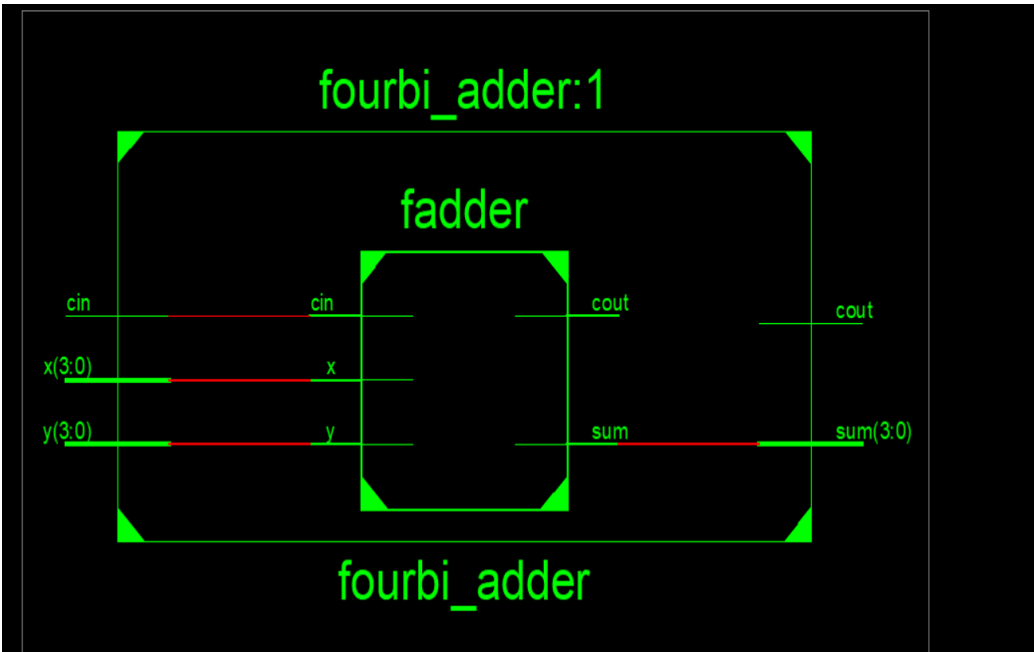 fourbi_adder:1
fadder
cin cin cout cout
x(3:0) x
y(3:0) y sum sum(3:0)
fourbi_adder